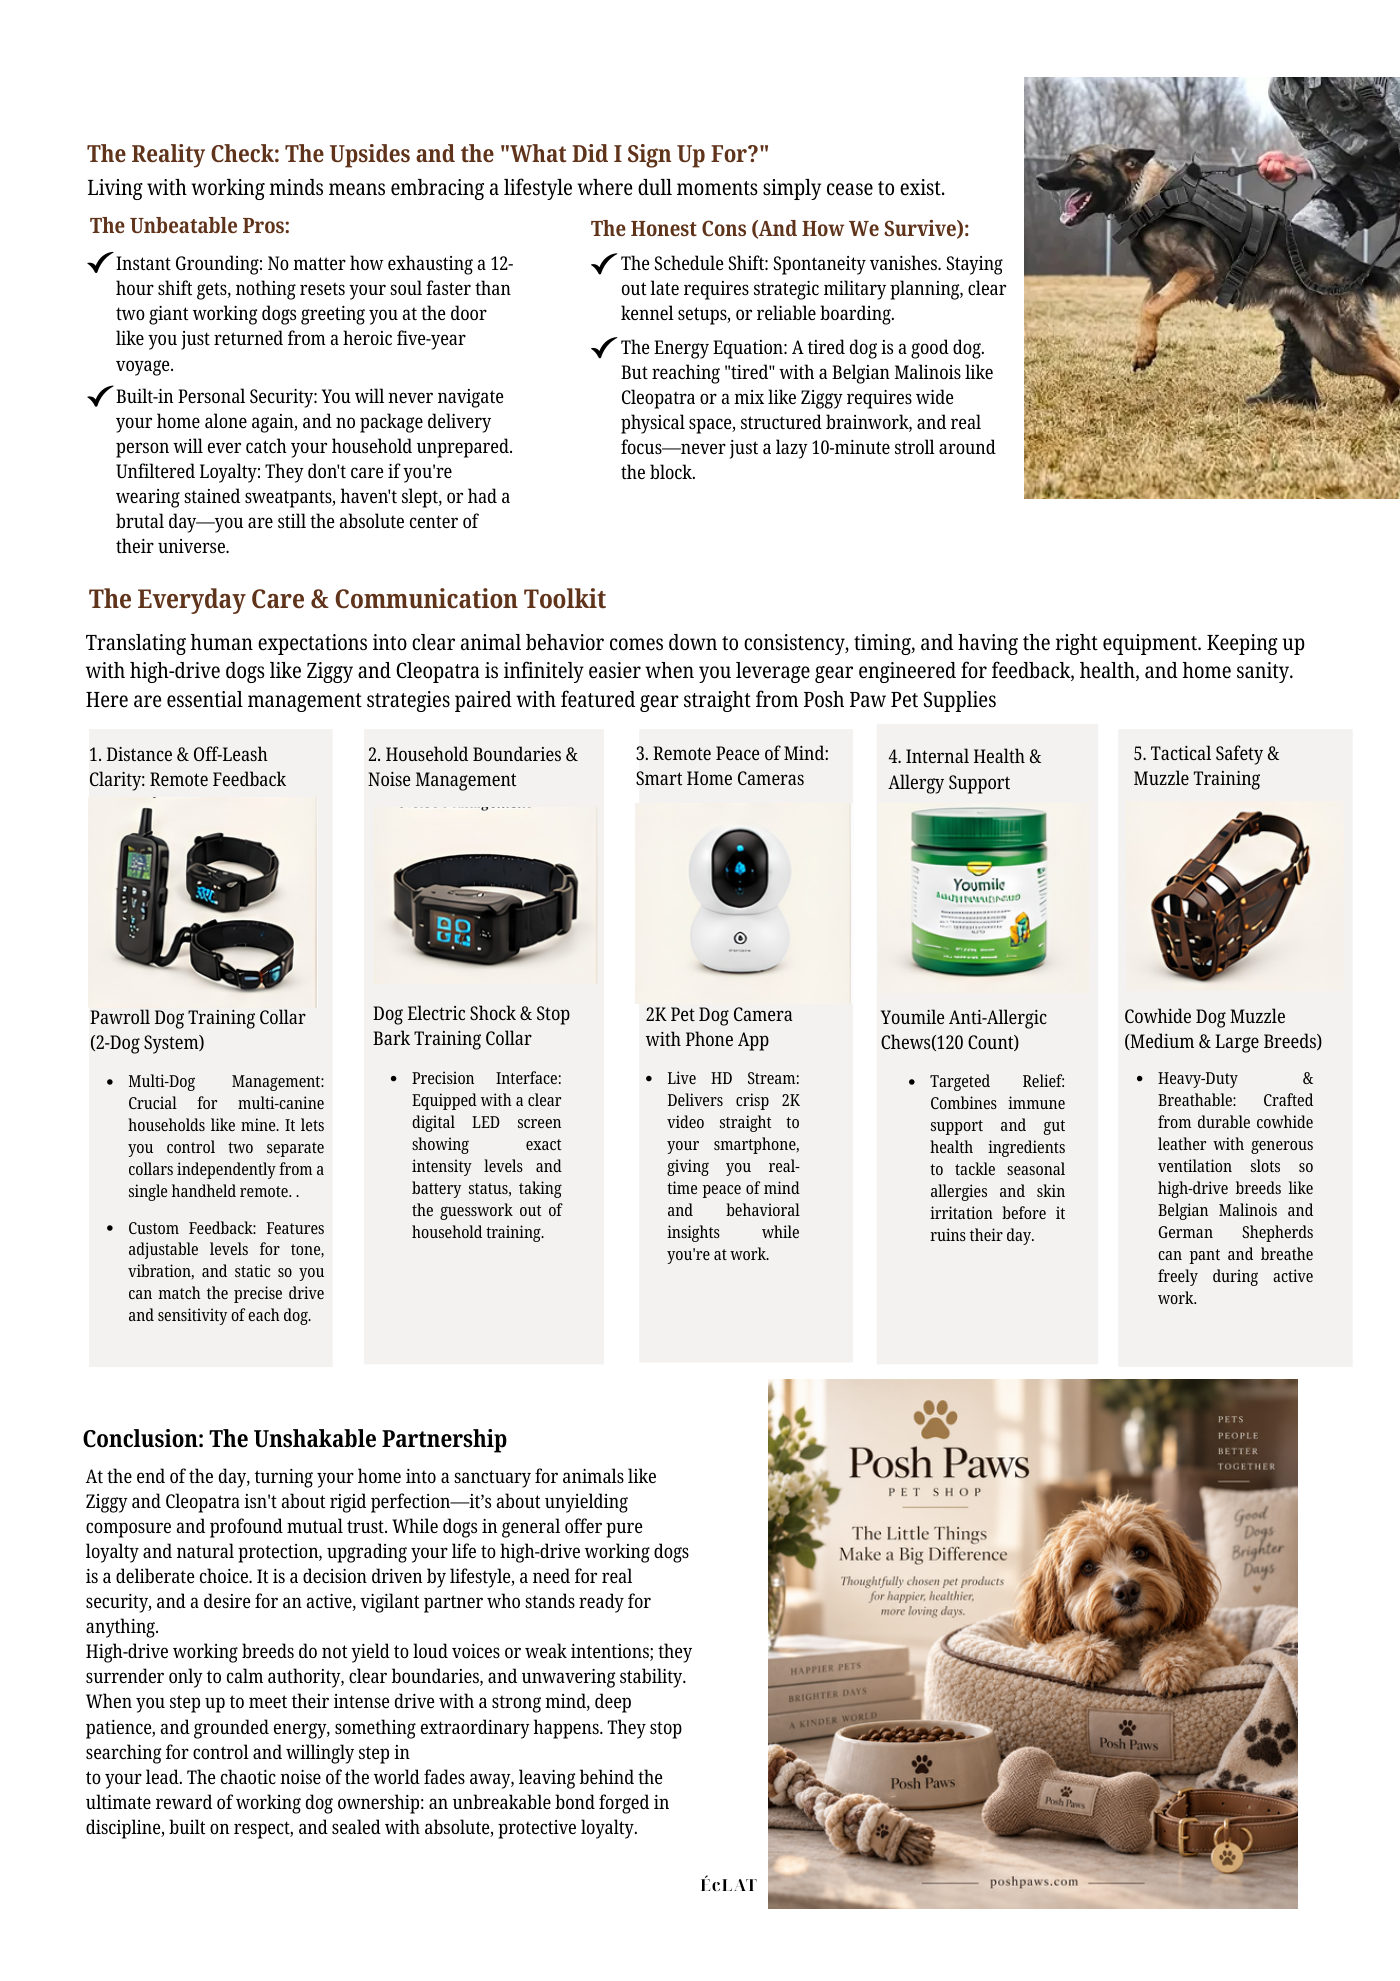 The Reality Check: The Upsides and the "What Did I Sign Up For?"
Living with working minds means embracing a lifestyle where dull moments simply cease to exist.
The Unbeatable Pros:
Instant Grounding: No matter how exhausting a 12-
hour shift gets, nothing resets your soul faster than
two giant working dogs greeting you at the door
like you just returned from a heroic five-year
voyage.
Built-in Personal Security: You will never navigate
your home alone again, and no package delivery
person will ever catch your household unprepared.
Unfiltered Loyalty: They don't care if you're
wearing stained sweatpants, haven't slept, or had a
brutal day—you are still the absolute center of
their universe.
The Honest Cons (And How We Survive):
The Schedule Shift: Spontaneity vanishes. Staying
out late requires strategic military planning, clear
kennel setups, or reliable boarding.
The Energy Equation: A tired dog is a good dog.
But reaching "tired" with a Belgian Malinois like
Cleopatra or a mix like Ziggy requires wide
physical space, structured brainwork, and real
focus—never just a lazy 10-minute stroll around
the block.
The Everyday Care & Communication Toolkit
Translating human expectations into clear animal behavior comes down to consistency, timing, and having the right equipment. Keeping up
with high-drive dogs like Ziggy and Cleopatra is infinitely easier when you leverage gear engineered for feedback, health, and home sanity.
Here are essential management strategies paired with featured gear straight from Posh Paw Pet Supplies
1. Distance & Off-Leash
Clarity: Remote Feedback
Pawroll Dog Training Collar
(2-Dog System)
• Multi-Dog Management:
Crucial for multi-canine
households like mine. It lets
you control two separate
collars independently from a
single handheld remote. .
• Custom Feedback: Features
adjustable levels for tone,
vibration, and static so you
can match the precise drive
and sensitivity of each dog.
2. Household Boundaries &
Noise Management
DO
Dog Electric Shock & Stop
Bark Training Collar
• Precision Interface:
Equipped with a clear
digital LED screen
showing exact
intensity levels and
battery status, taking
the guesswork out of
household training.
3. Remote Peace of Mind:
Smart Home Cameras
2K Pet Dog Camera
with Phone App
• Live HD Stream:
Delivers crisp 2K
video straight to
your smartphone,
giving you real-
time peace of mind
and behavioral
insights while
you're at work.
4. Internal Health &
Allergy Support
Youmile
Youmile Anti-Allergic
Chews(120 Count)
• Targeted Relief:
Combines immune
support and gut
health ingredients
to tackle seasonal
allergies and skin
irritation before it
ruins their day.
5. Tactical Safety &
Muzzle Training
Cowhide Dog Muzzle
(Medium & Large Breeds)
• Heavy-Duty &
Breathable: Crafted
from durable cowhide
leather with generous
ventilation slots so
high-drive breeds like
Belgian Malinois and
German Shepherds
can pant and breathe
freely during active
work.
Conclusion: The Unshakable Partnership
At the end of the day, turning your home into a sanctuary for animals like
Ziggy and Cleopatra isn't about rigid perfection—it’s about unyielding
composure and profound mutual trust. While dogs in general offer pure
loyalty and natural protection, upgrading your life to high-drive working dogs
is a deliberate choice. It is a decision driven by lifestyle, a need for real
security, and a desire for an active, vigilant partner who stands ready for
anything.
High-drive working breeds do not yield to loud voices or weak intentions; they
surrender only to calm authority, clear boundaries, and unwavering stability.
When you step up to meet their intense drive with a strong mind, deep
patience, and grounded energy, something extraordinary happens. They stop
searching for control and willingly step in
to your lead. The chaotic noise of the world fades away, leaving behind the
ultimate reward of working dog ownership: an unbreakable bond forged in
discipline, built on respect, and sealed with absolute, protective loyalty.
ÉcLAT
Posh Paws
PET SHOP
The Little Things
Make a Big Difference
Thoughtfully chosen pet products
for happier, healthier,
more loving days.
PETS
PEOPLE
BETTER
TOGETHER
Good
Dogs
Brighter
Days
HAPPIER PETS
BRIGHTER DAYS
A KINDER WORLD
Posh Paws
Posh Paws
Posh Paws
poshpaws.com